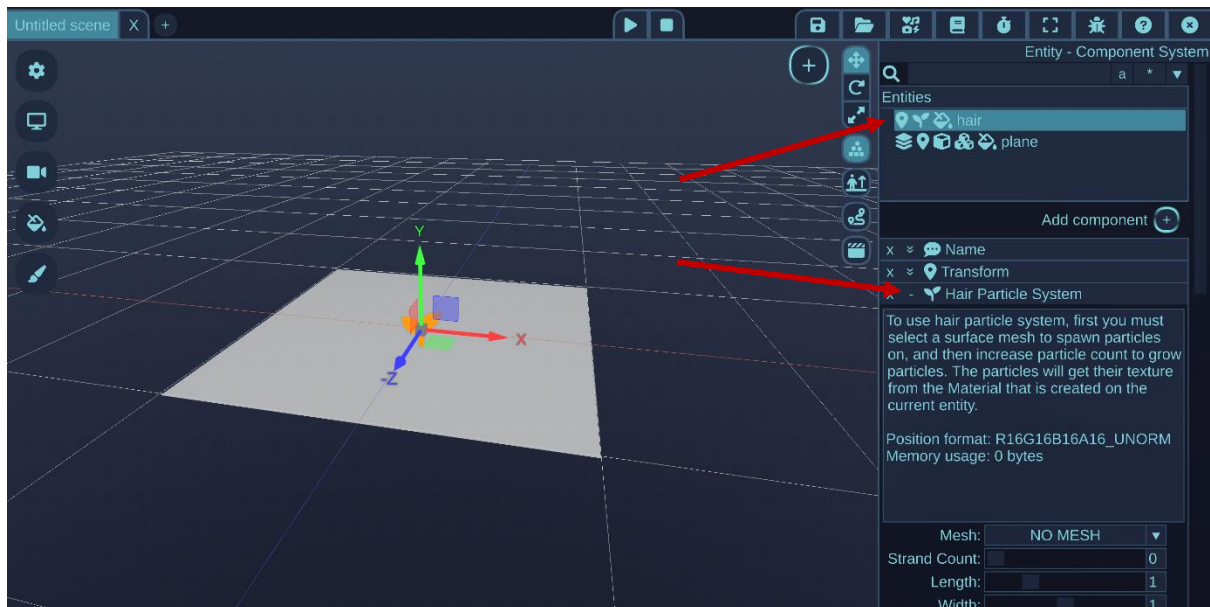 Untitled scene X +
Entity - Component System
+
a * ▼
Entities
hair
plane
Add component +
x Name
x Transform
x - Hair Particle System
To use hair particle system, first you must
select a surface mesh to spawn particles
on, and then increase particle count to grow
particles. The particles will get their texture
from the Material that is created on the
current entity.
Position format: R16G16B16A16_UNORM
Memory usage: 0 bytes
Mesh: NO MESH ▼
Strand Count: 0
Length: 1
Width: 1
Y
X
-Z